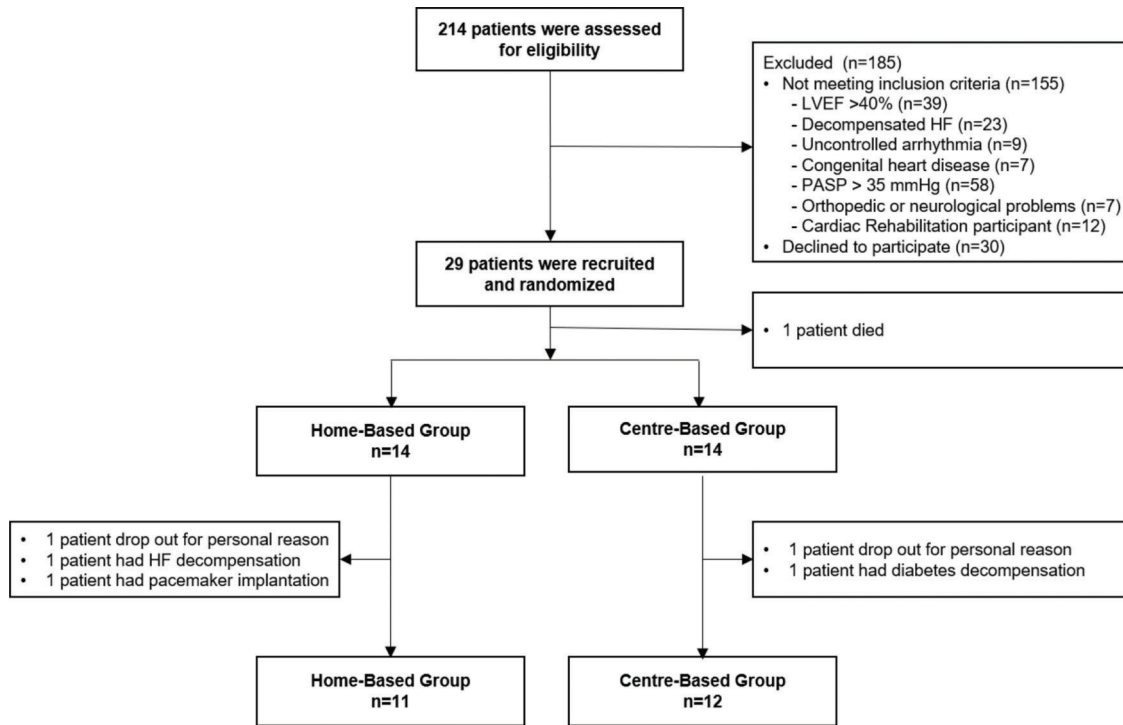 214 patients were assessed
for eligibility
Excluded (n=185)
• Not meeting inclusion criteria (n=155)
- LVEF >40% (n=39)
- Decompensated HF (n=23)
- Uncontrolled arrhythmia (n=9)
- Congenital heart disease (n=7)
- PASP > 35 mmHg (n=58)
- Orthopedic or neurological problems (n=7)
- Cardiac Rehabilitation participant (n=12)
• Declined to participate (n=30)
29 patients were recruited
and randomized
• 1 patient died
Home-Based Group
n=14
Centre-Based Group
n=14
• 1 patient drop out for personal reason
• 1 patient had HF decompensation
• 1 patient had pacemaker implantation
• 1 patient drop out for personal reason
• 1 patient had diabetes decompensation
Home-Based Group
n=11
Centre-Based Group
n=12